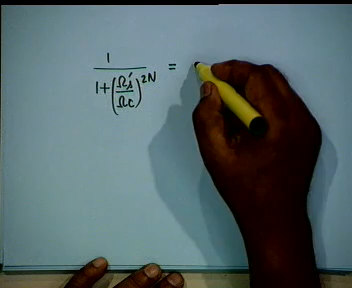 1 / (1+(Ωs'/Ωc)^2N) =